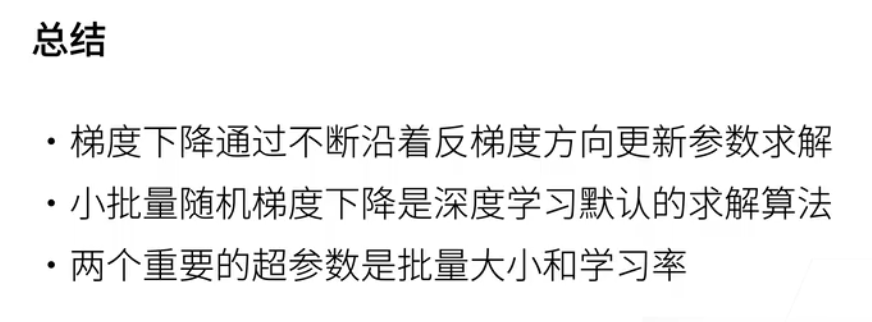 总结
• 梯度下降通过不断沿着反梯度方向更新参数求解
• 小批量随机梯度下降是深度学习默认的求解算法
• 两个重要的超参数是批量大小和学习率